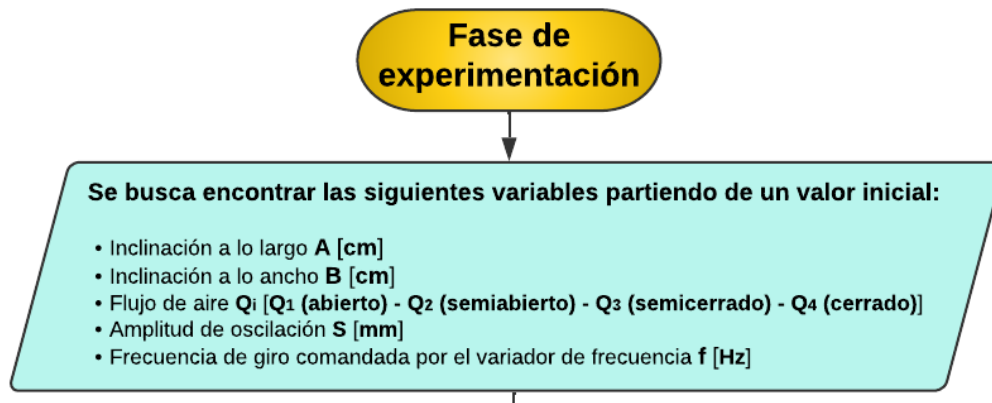 Fase de
experimentación
Se busca encontrar las siguientes variables partiendo de un valor inicial:
• Inclinación a lo largo A [cm]
• Inclinación a lo ancho B [cm]
• Flujo de aire Qi [Q1 (abierto) - Q2 (semiabierto) - Q3 (semicerrado) - Q4 (cerrado)]
• Amplitud de oscilación S [mm]
• Frecuencia de giro comandada por el variador de frecuencia f [Hz]